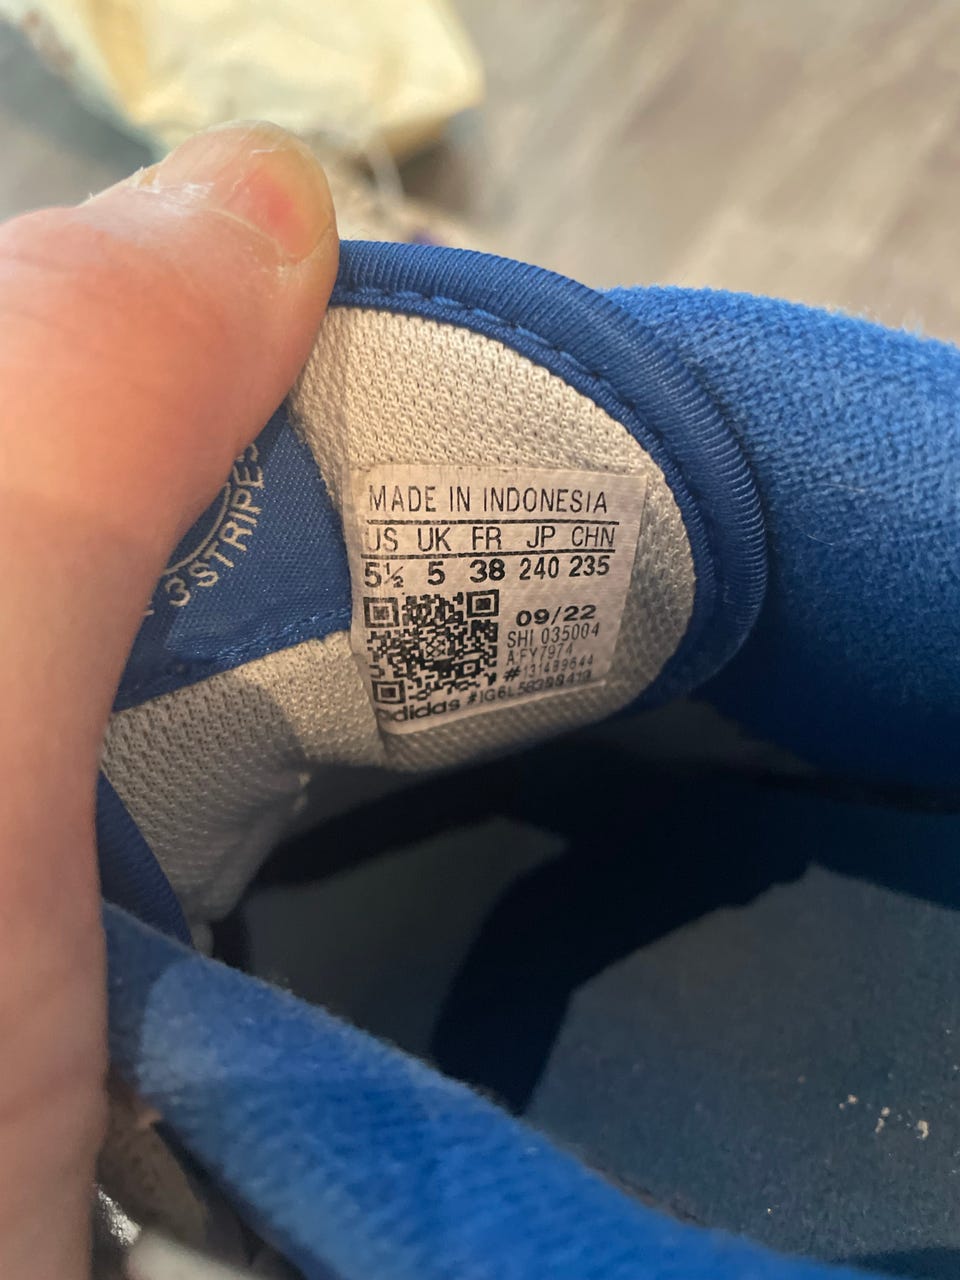 3STRIPES
MADE IN INDONESIA
US UK FR JP CHN
5½ 5 38 240 235
09/22
SHI 035004
A.FY7974
#131489644
adidas